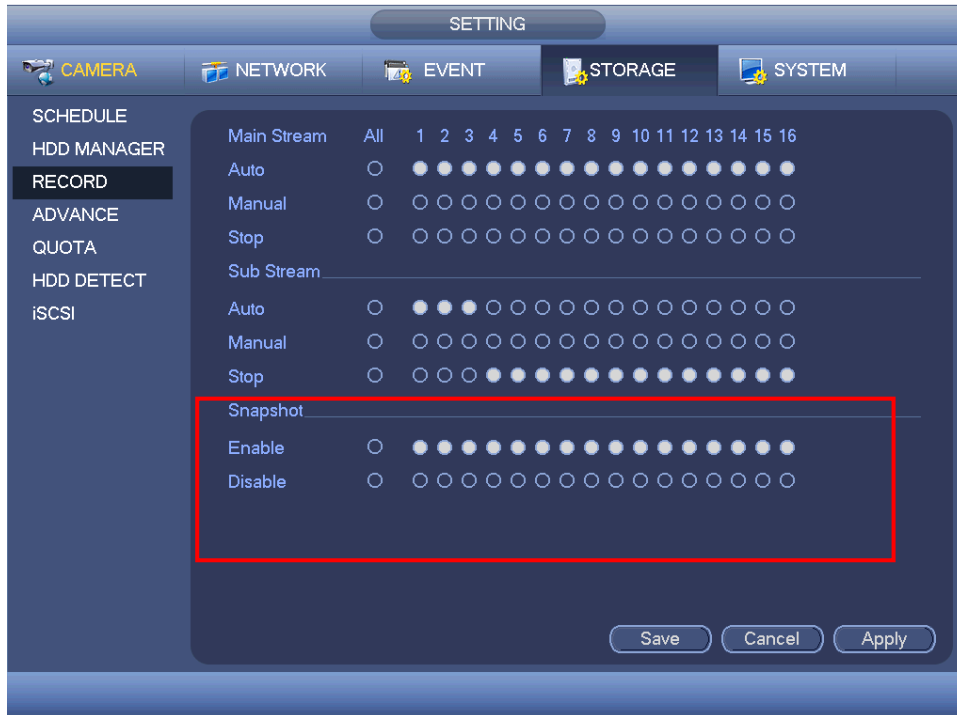 SETTING
CAMERA NETWORK EVENT STORAGE SYSTEM
SCHEDULE
HDD MANAGER
RECORD
ADVANCE
QUOTA
HDD DETECT
iSCSI
Main Stream All 1 2 3 4 5 6 7 8 9 10 11 12 13 14 15 16
Auto
Manual
Stop
Sub Stream
Auto
Manual
Stop
Snapshot
Enable
Disable
Save Cancel Apply